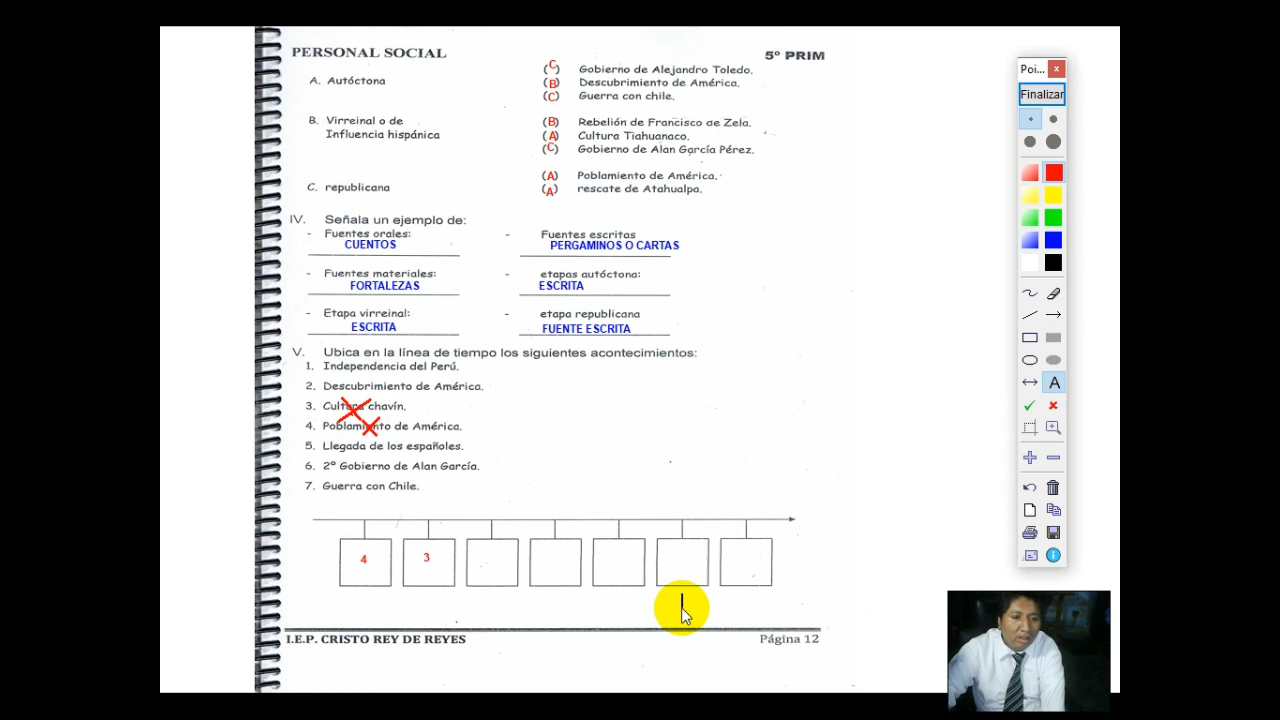 PERSONAL SOCIAL
5º PRIM
A. Autóctona
(C) Gobierno de Alejandro Toledo.
(B) Descubrimiento de América.
(C) Guerra con chile.
B. Virreinal o de
Influencia hispánica
(B) Rebelión de Francisco de Zela.
(A) Cultura Tiahuanaco.
(C) Gobierno de Alan García Pérez.
C. republicana
(A) Poblamiento de América.
(A) rescate de Atahualpa.
IV. Señala un ejemplo de:
- Fuentes orales:
CUENTOS
- Fuentes escritas
PERGAMINOS O CARTAS
- Fuentes materiales:
FORTALEZAS
- etapas autóctona:
ESCRITA
- Etapa virreinal:
ESCRITA
- etapa republicana
FUENTE ESCRITA
V. Ubica en la línea de tiempo los siguientes acontecimientos:
1. Independencia del Perú.
2. Descubrimiento de América.
3. Cultura chavín.
4. Poblamiento de América.
5. Llegada de los españoles.
6. 2º Gobierno de Alan García.
7. Guerra con Chile.
4 3
I.E.P. CRISTO REY DE REYES
Página 12
Poi...
Finalizar
A